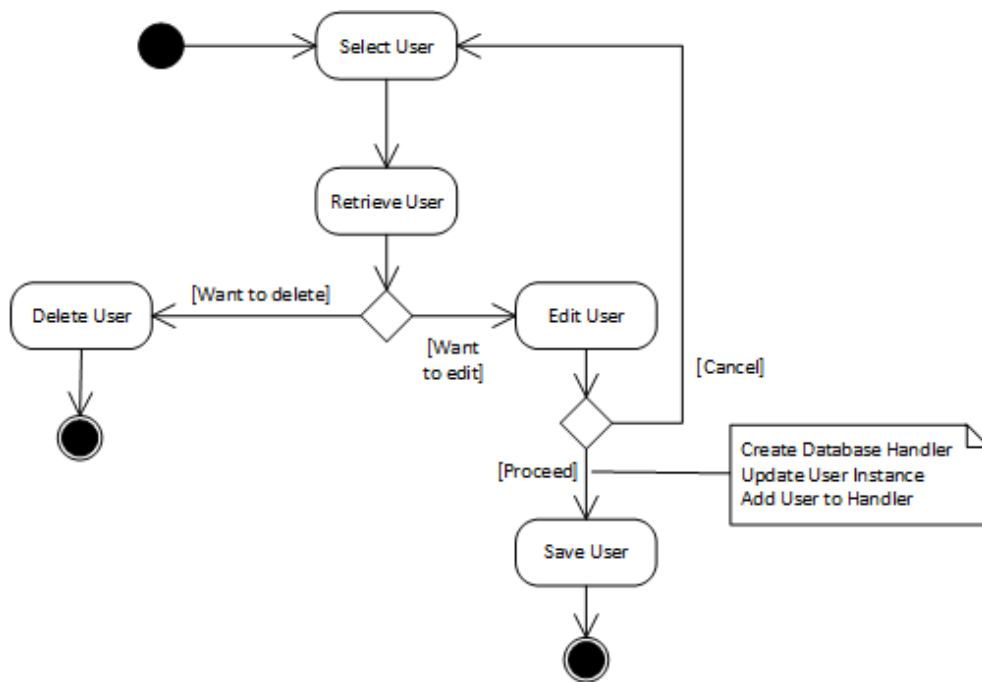 Select User
Retrieve User
[Want to delete]
Delete User
Edit User
[Want
to edit]
[Cancel]
[Proceed]
Create Database Handler
Update User Instance
Add User to Handler
Save User